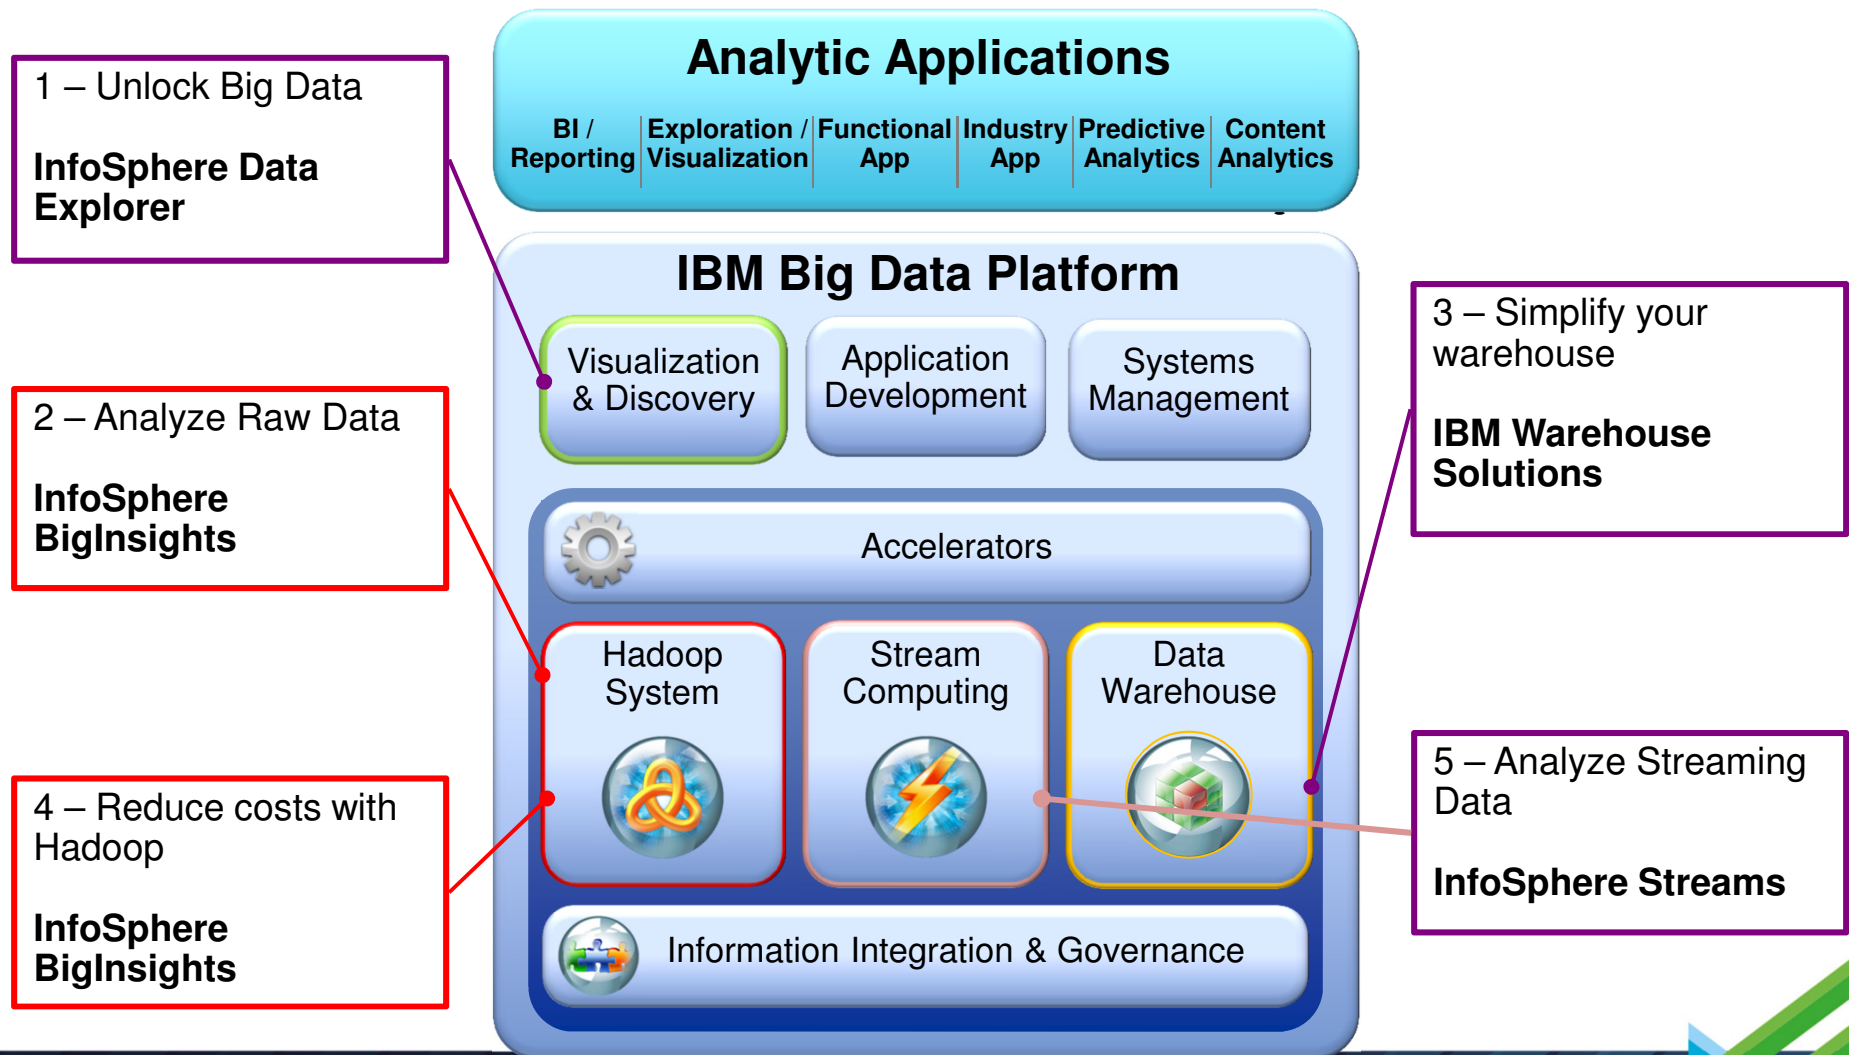 Analytic Applications
BI / Reporting
Exploration / Visualization
Functional App
Industry App
Predictive Analytics
Content Analytics
1 – Unlock Big Data
InfoSphere Data
Explorer
IBM Big Data Platform
Visualization
& Discovery
Application
Development
Systems
Management
2 – Analyze Raw Data
InfoSphere
BigInsights
3 – Simplify your
warehouse
IBM Warehouse
Solutions
Accelerators
Hadoop
System
Stream
Computing
Data
Warehouse
4 – Reduce costs with
Hadoop
InfoSphere
BigInsights
5 – Analyze Streaming
Data
InfoSphere Streams
Information Integration & Governance